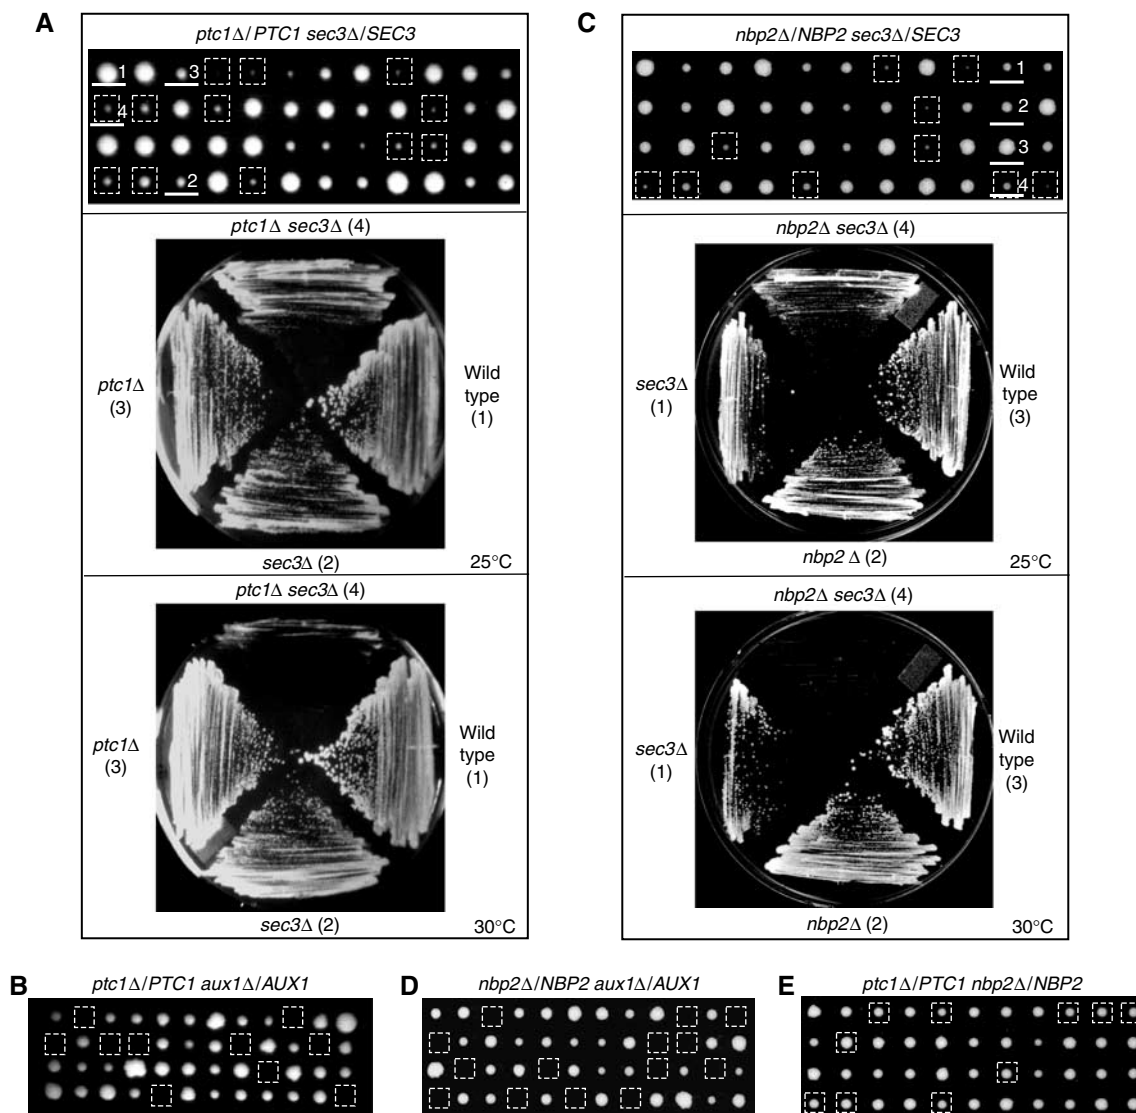 A
ptc1Δ/PTC1 sec3Δ/SEC3
1
3
4
2
ptc1Δ sec3Δ (4)
ptc1Δ
(3)
Wild
type
(1)
sec3Δ (2)
25°C
ptc1Δ sec3Δ (4)
ptc1Δ
(3)
Wild
type
(1)
sec3Δ (2)
30°C
C
nbp2Δ/NBP2 sec3Δ/SEC3
1
2
3
4
nbp2Δ sec3Δ (4)
sec3Δ
(1)
Wild
type
(3)
nbp2 Δ (2)
25°C
nbp2Δ sec3Δ (4)
sec3Δ
(1)
Wild
type
(3)
nbp2Δ (2)
30°C
B
ptc1Δ/PTC1 aux1Δ/AUX1
D
nbp2Δ/NBP2 aux1Δ/AUX1
E
ptc1Δ/PTC1 nbp2Δ/NBP2